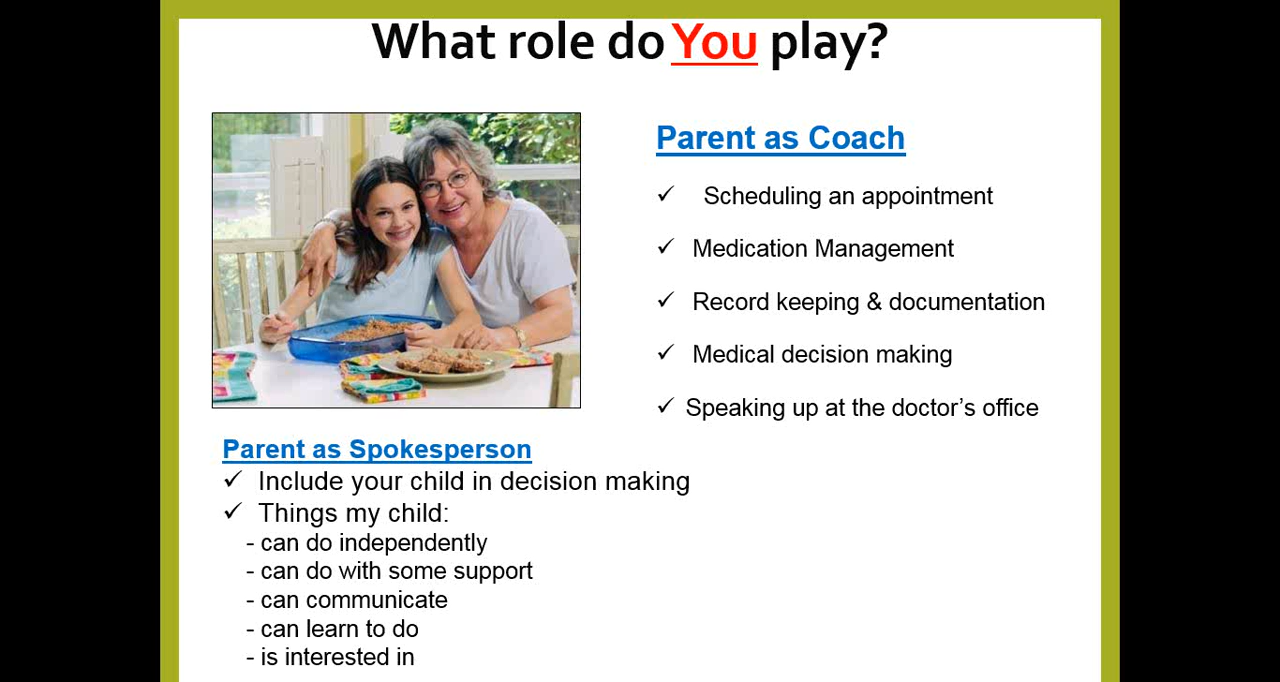 What role do You play?
Parent as Coach
✓ Scheduling an appointment
✓ Medication Management
✓ Record keeping & documentation
✓ Medical decision making
✓ Speaking up at the doctor’s office
Parent as Spokesperson
✓ Include your child in decision making
✓ Things my child:
- can do independently
- can do with some support
- can communicate
- can learn to do
- is interested in